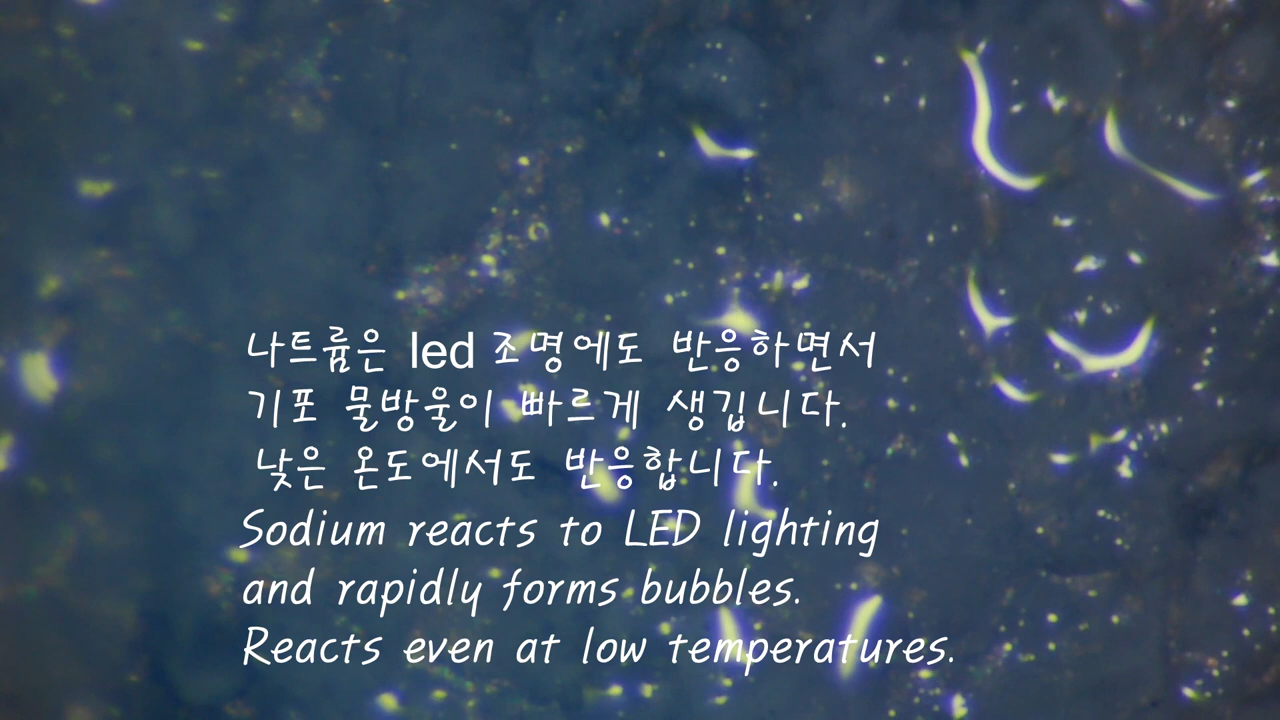 나트륨은 led 조명에도 반응하면서
기포 물방울이 빠르게 생깁니다.
낮은 온도에서도 반응합니다.
Sodium reacts to LED lighting
and rapidly forms bubbles.
Reacts even at low temperatures.